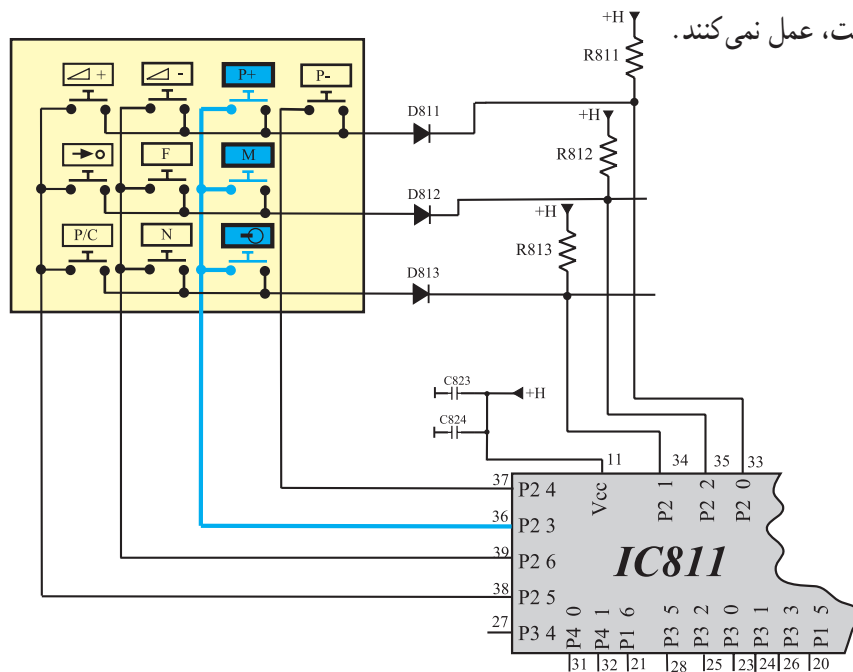 ت، عمل نمی‌کنند.
+H
R811
+H
R812
+H
R813
+
-
P+
P-
F
M
P/C
N
D811
D812
D813
C823
+H
C824
11
34
35
33
37
P2 4
Vcc
P2 1
P2 2
P2 0
36
P2 3
39
P2 6
IC811
38
P2 5
27
P3 4
P4 0
P4 1
P1 6
P3 5
P3 2
P3 0
P3 1
P3 3
P1 5
31
32
21
28
25
23
24
26
20